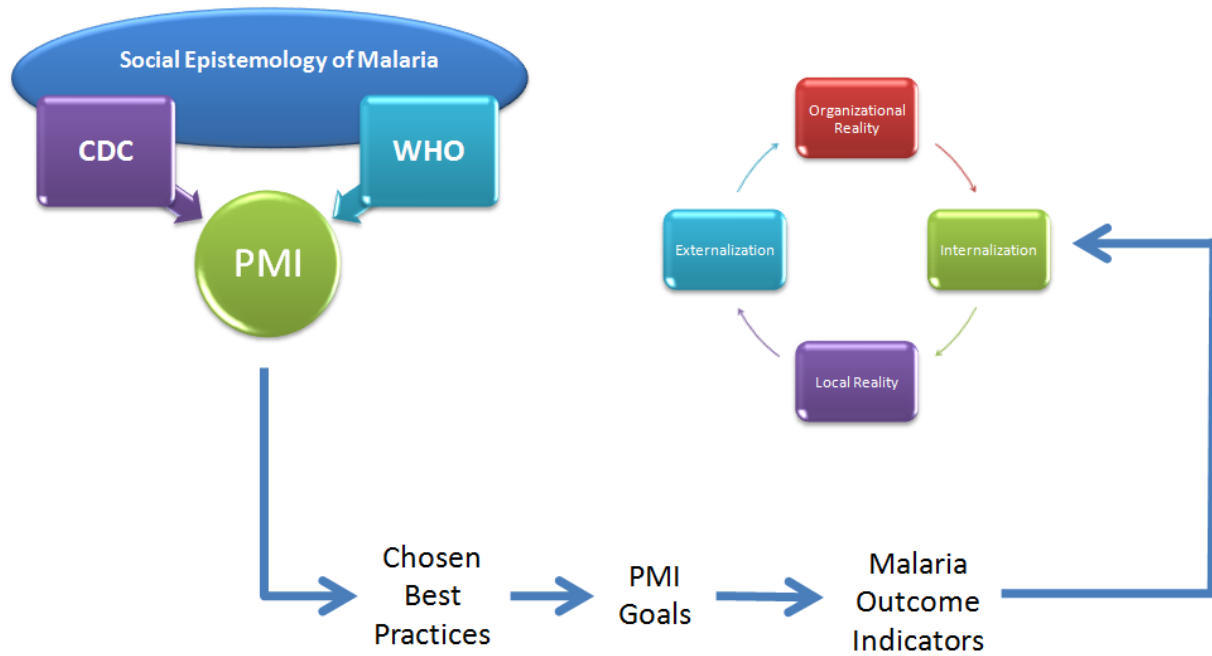 Social Epistemology of Malaria
CDC
WHO
PMI
Organizational
Reality
Externalization
Internalization
Local Reality
Chosen
Best
Practices
PMI
Goals
Malaria
Outcome
Indicators